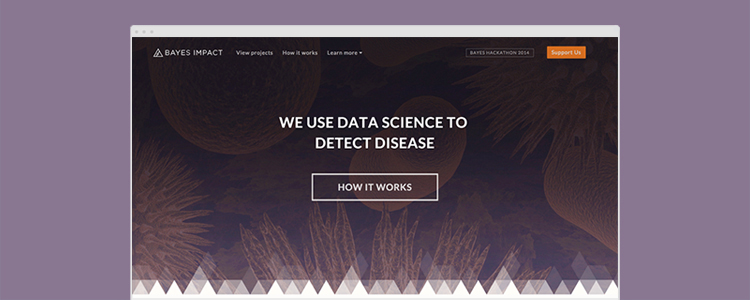 BAYES IMPACT View projects How it works Learn more BAYES HACKATHON 2014 Support Us
WE USE DATA SCIENCE TO
DETECT DISEASE
HOW IT WORKS